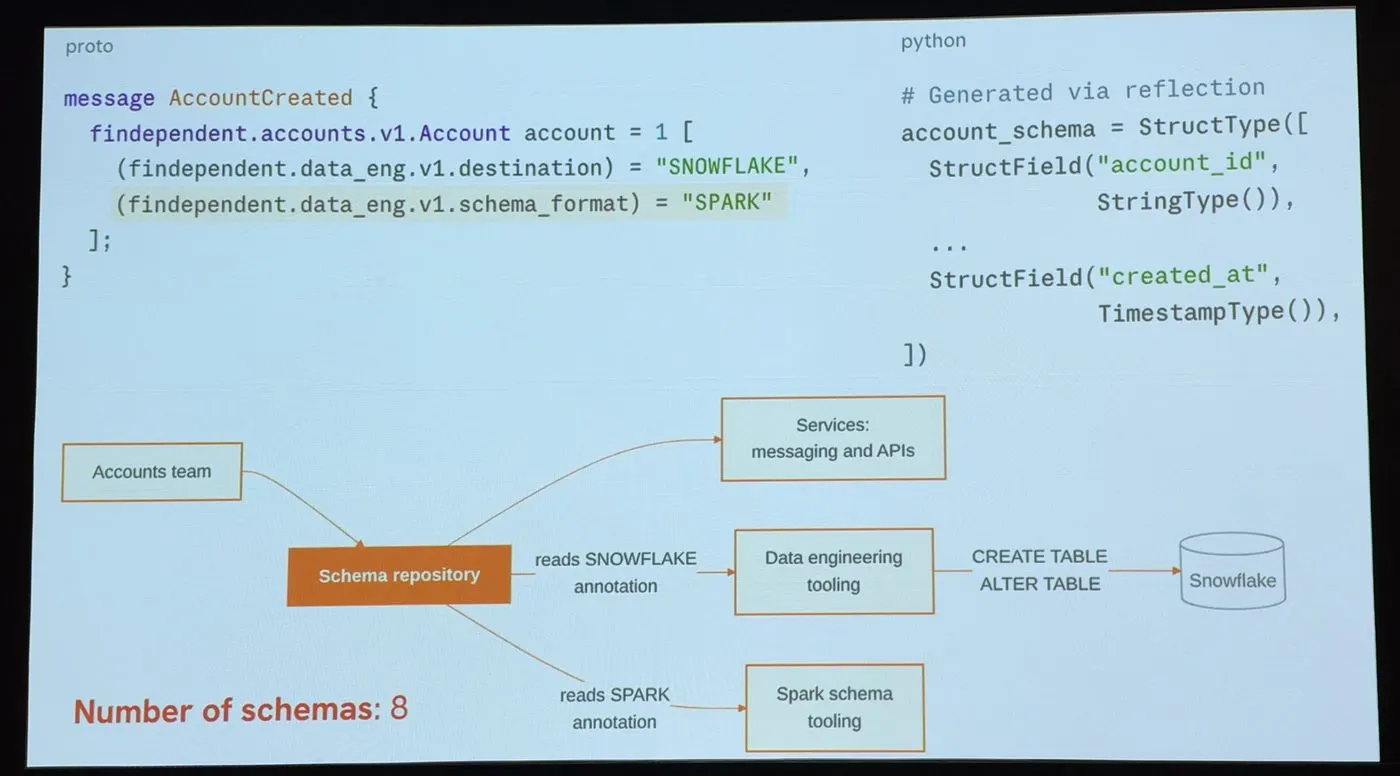 proto
message AccountCreated {
findependent.accounts.v1.Account account = 1 [
(findependent.data_eng.v1.destination) = "SNOWFLAKE",
(findependent.data_eng.v1.schema_format) = "SPARK"
];
}
python
# Generated via reflection
account_schema = StructType([
StructField("account_id",
StringType()),
...
StructField("created_at",
TimestampType()),
])
Accounts team
Schema repository
Services:
messaging and APIs
reads SNOWFLAKE
annotation
Data engineering
tooling
CREATE TABLE
ALTER TABLE
Snowflake
reads SPARK
annotation
Spark schema
tooling
Number of schemas: 8